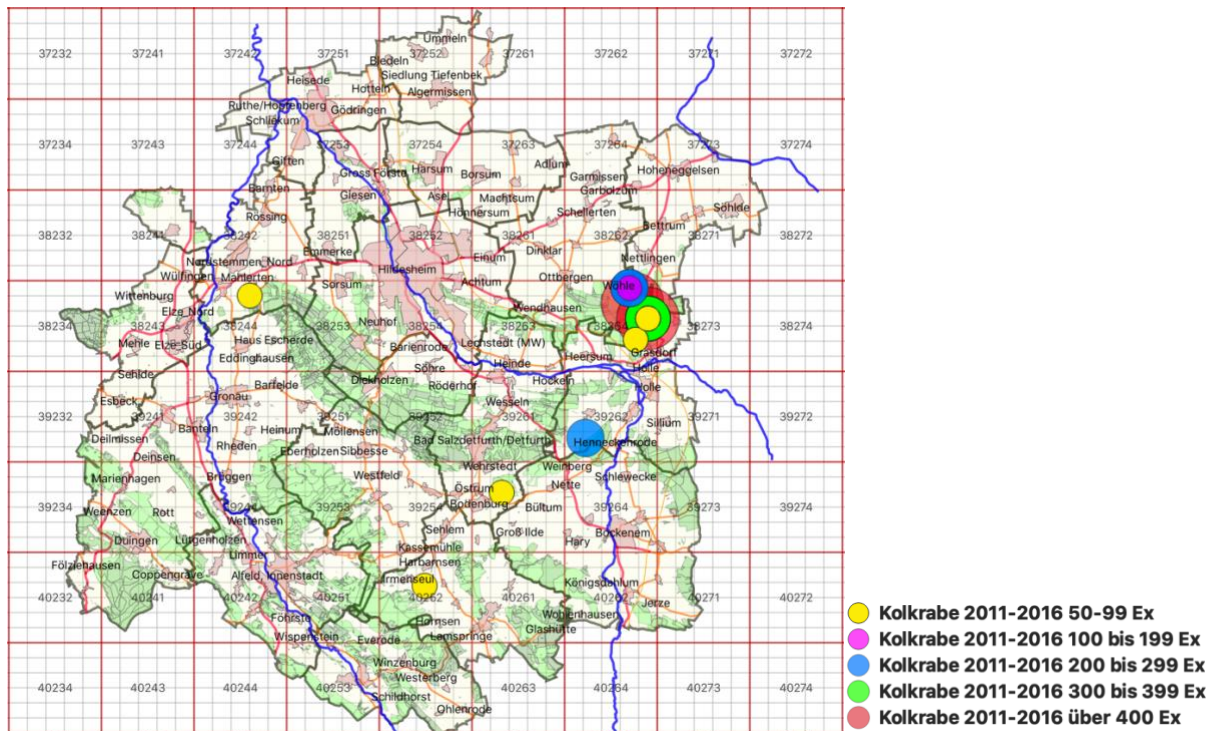 Ummeln
37232 37241 37242 37251 37252 37261 37262 37271 37272
Bledeln
Siedlung Tiefenbek
Heisede
Hotteln Algermissen
Gödringen
Schliekum
37234 37243 37244 37253 37254 37263 37264 37273 37274
Giften
Adlum
Hoheneggelsen
Harsum
Borsum
Garmissen
Gross Förste
Garbolzum
Barnten
Giesen
Asel
Machtsum
Söhlde
Rössing
Hönnersum
Schellerten
Bettrum
38232 38241 38242 38251 38252 38261 38262 38271 38272
Emmerke
Dinklar
Nettlingen
Nordstemmen, Nord
Einum
Hildesheim
Wülfingen
Mahlerten
Sorsum
Achtum
Ottbergen
Wöhle
Wittenburg
Elze Nord
Wendhausen
Neuhof
38234 38243 38244 38253 38254 38263 38264 38273 38274
Mehle
Elze-Süd
Haus Escherde
Barienrode
Lechstedt (MW)
Eddinghausen
Heersum
Grasdorf
Heinde
Söhre
Holle
Sehlde
Diekholzen
Röderhof
Hockeln
Barfelde
Holle
Esbeck
Gronau
Wesseln
39232 39241 39242 39251 39252 39261 39262 39271 39272
Banteln
Heinum
Möllensen
Sillium
Deilmissen
Rheden
Bad Salzdetfurth/Detfurth
Henneckenrode
Deinsen
Eberholzen Sibbesse
Wehrstedt
Weinberg
Marienhagen
Brüggen
Westfeld
Östrum
Nette
Schlewecke
Bodenburg
39234 39243 39244 39253 39254 39263 39264 39273 39274
Weenzen
Rott
Bültum
Wettensen
Sehlem
Groß Ilde
Bockenem
Duingen
Lütgenholzen
Hary
Limmer
Kassemühle
Fölziehausen
Harbarnsen
Coppengrave
Alfeld, Innenstadt
Irmenseul
Königsdahlum
40232 40241 40242 40251 40252 40261 40262 40271 40272
Jerze
Föhrste
Harnsen
Wohlenhausen
Glashütte
Wispenstein
Everode
Lamspringe
Winzenburg
Westerberg
40234 40243 40244 40253 40263 40264 40273 40274
Schildhorst
Ohlenrode
Kolkrabe 2011-2016 50-99 Ex
Kolkrabe 2011-2016 100 bis 199 Ex
Kolkrabe 2011-2016 200 bis 299 Ex
Kolkrabe 2011-2016 300 bis 399 Ex
Kolkrabe 2011-2016 über 400 Ex